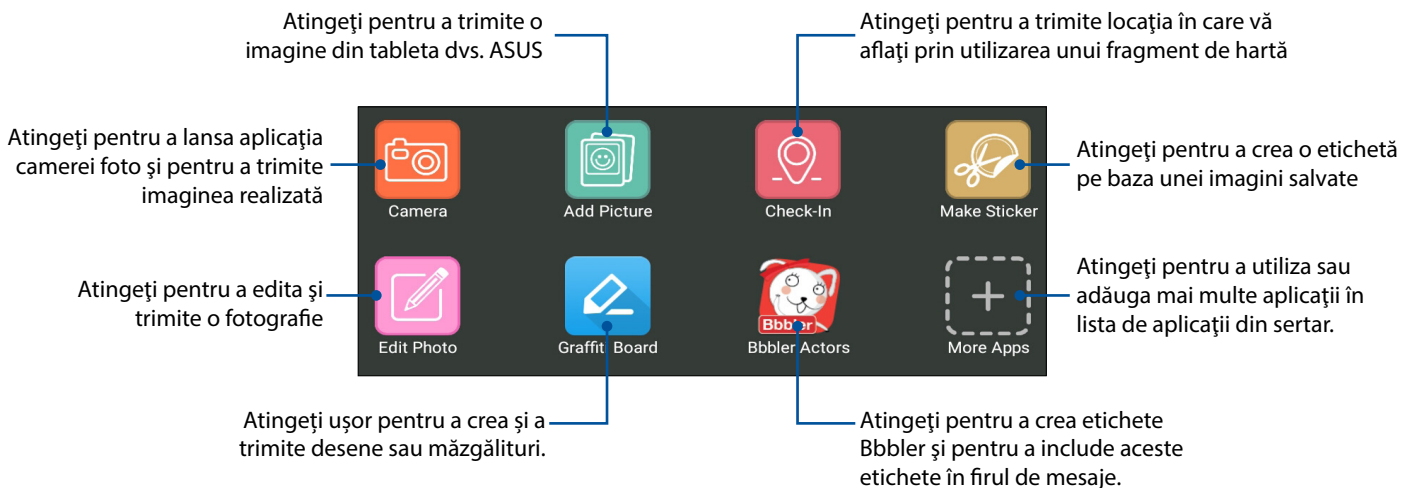 Atingeţi pentru a trimite o
imagine din tableta dvs. ASUS
Atingeţi pentru a trimite locaţia în care vă
aflaţi prin utilizarea unui fragment de hartă
Atingeţi pentru a lansa aplicaţia
camerei foto şi pentru a trimite
imaginea realizată
Atingeţi pentru a crea o etichetă
pe baza unei imagini salvate
Camera
Add Picture
Check-In
Make Sticker
Atingeţi pentru a edita şi
trimite o fotografie
Bbbler
Atingeţi pentru a utiliza sau
adăuga mai multe aplicaţii în
lista de aplicaţii din sertar.
Edit Photo
Graffiti Board
Bbbler Actors
More Apps
Atingeți ușor pentru a crea și a
trimite desene sau măzgălituri.
Atingeţi pentru a crea etichete
Bbbler şi pentru a include aceste
etichete în firul de mesaje.